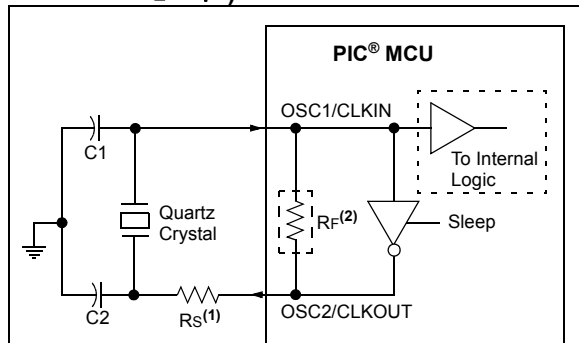 PIC® MCU
OSC1/CLKIN
C1
To Internal
Logic
Quartz
Crystal
RF(2)
Sleep
C2
RS(1)
OSC2/CLKOUT